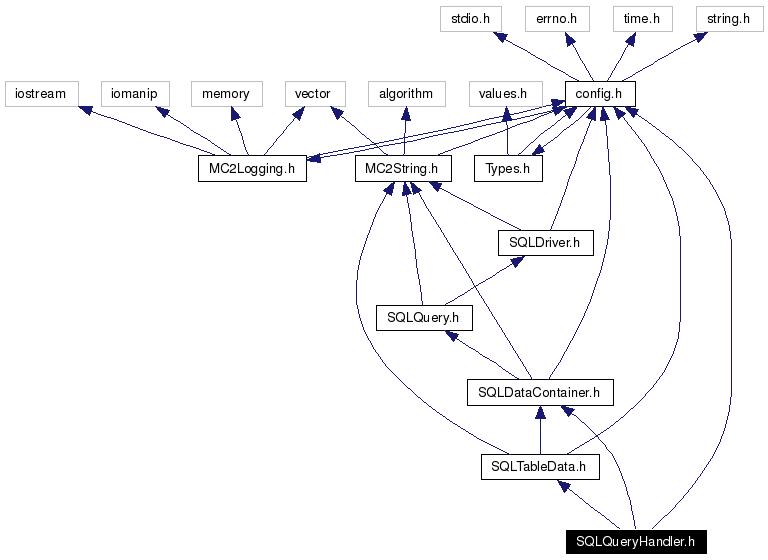 stdio.h
errno.h
time.h
string.h
iostream
iomanip
memory
vector
algorithm
values.h
config.h
MC2Logging.h
MC2String.h
Types.h
SQLDriver.h
SQLQuery.h
SQLDataContainer.h
SQLTableData.h
SQLQueryHandler.h